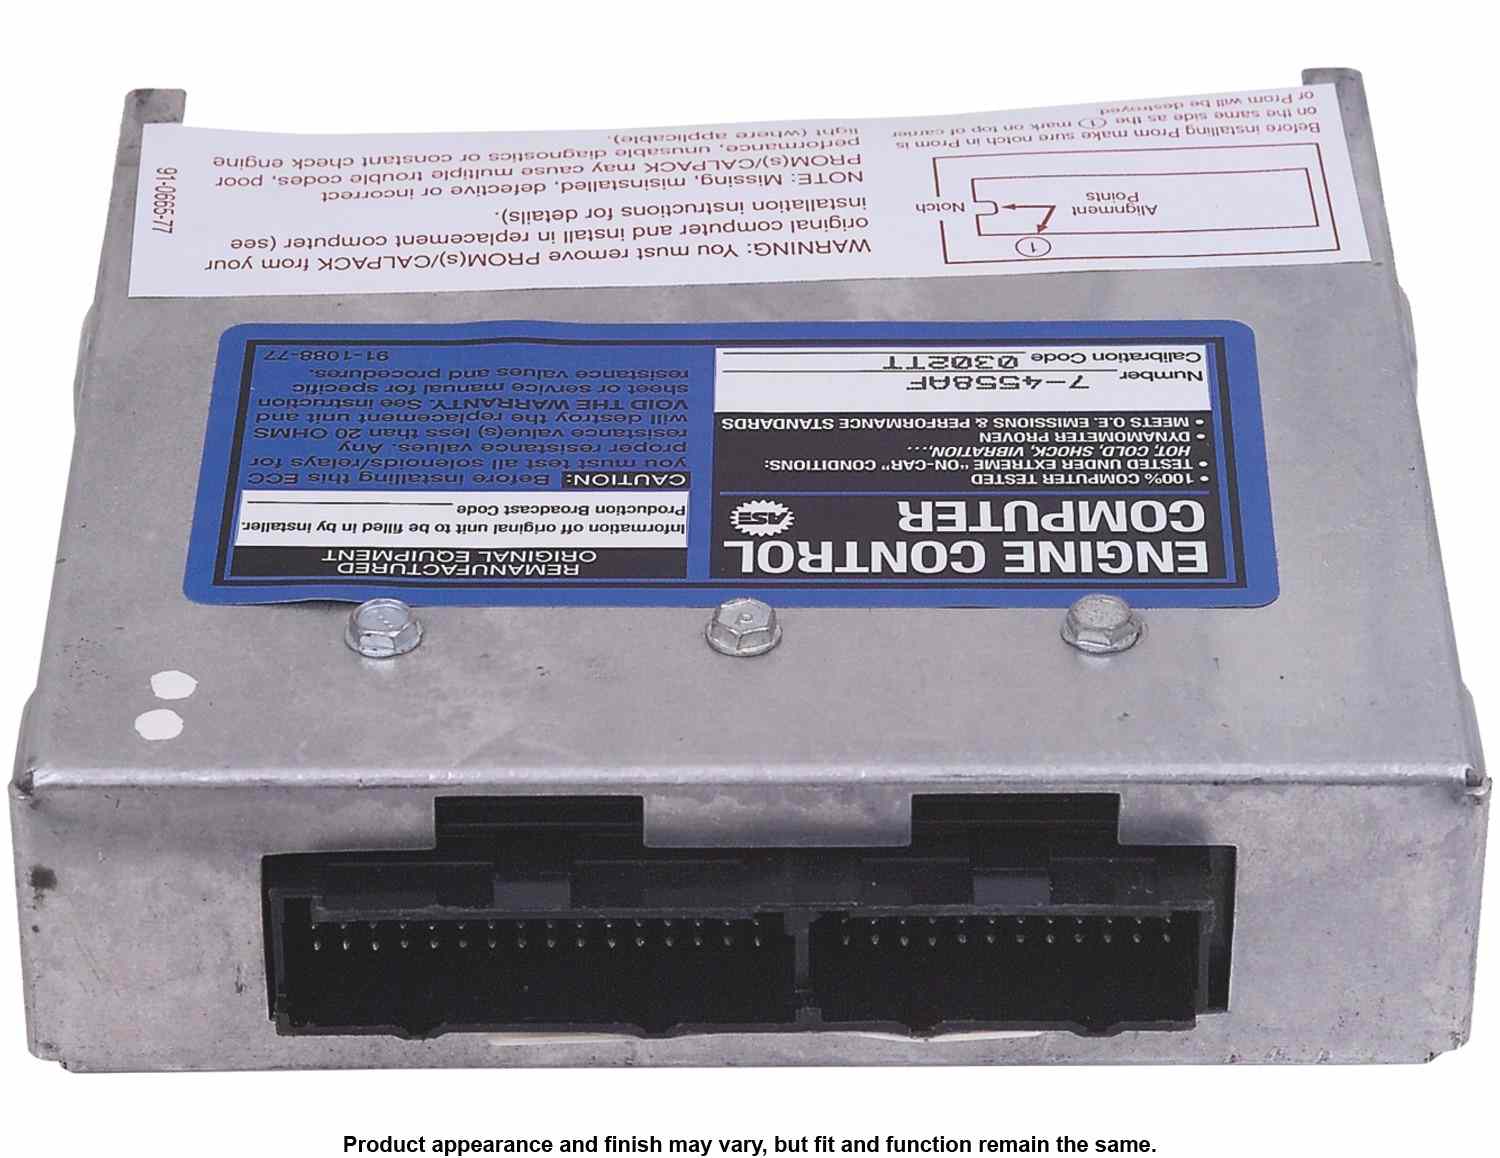 ENGINE CONTROL
COMPUTER
ASE
• 100% COMPUTER TESTED
• TESTED UNDER EXTREME "ON-CAR" CONDITIONS:
HOT, COLD, SHOCK, VIBRATION,...
• DYNAMOMETER PROVEN
• MEETS O.E. EMISSIONS & PERFORMANCE STANDARDS
Number 7-4558AF
Calibration Code 0302TT
REMANUFACTURED
ORIGINAL EQUIPMENT
Information off original unit to be filled in by installer.
Production Broadcast Code
CAUTION: Before installing this ECC
you must test all solenoids/relays for
proper resistance values. Any
resistance value(s) less than 20 OHMS
will destroy the replacement unit and
VOID THE WARRANTY. See instruction
sheet or service manual for specific
resistance values and procedures.
91-1088-77
1
Alignment
Points
Notch
Before installing Prom make sure notch in Prom is
on the same side as the 1 mark on top of carrier
or Prom will be destroyed
WARNING: You must remove PROM(s)/CALPACK from your
original computer and install in replacement computer (see
installation instructions for details).
NOTE: Missing, misinstalled, defective or incorrect
PROM(s)/CALPACK may cause multiple trouble codes, poor
performance, unusable diagnostics or constant check engine
light (where applicable).
91-0665-77
Product appearance and finish may vary, but fit and function remain the same.